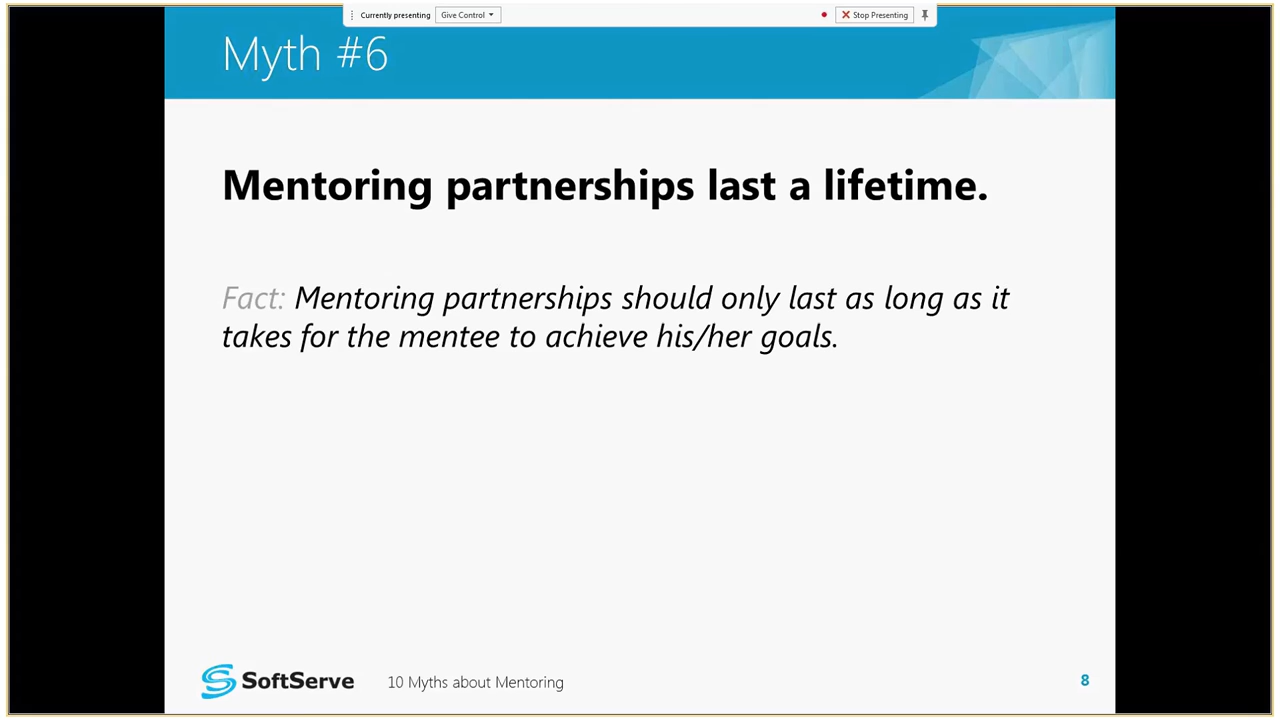 Currently presenting Give Control Stop Presenting
Myth #6
Mentoring partnerships last a lifetime.
Fact: Mentoring partnerships should only last as long as it
takes for the mentee to achieve his/her goals.
SoftServe 10 Myths about Mentoring 8